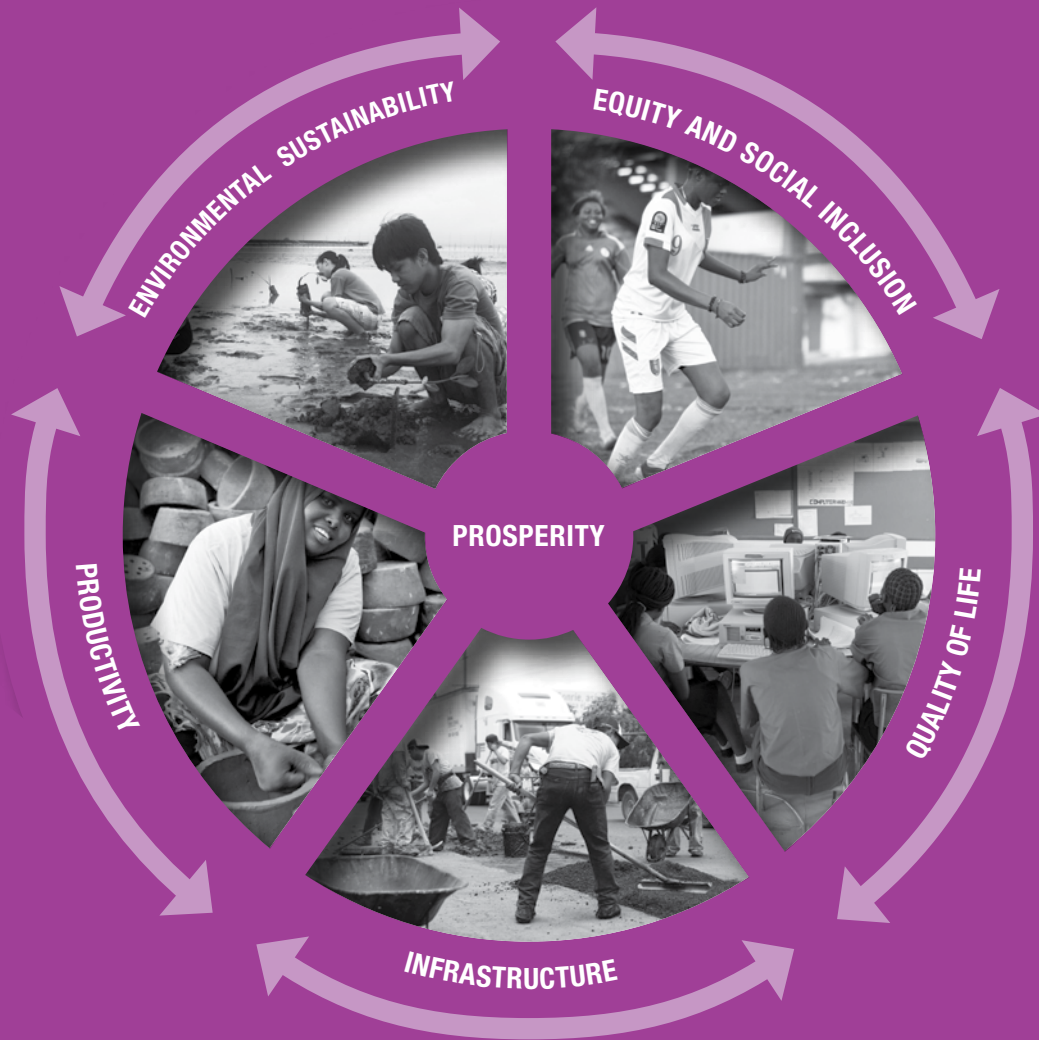 ENVIRONMENTAL SUSTAINABILITY
EQUITY AND SOCIAL INCLUSION
PROSPERITY
PRODUCTIVITY
QUALITY OF LIFE
INFRASTRUCTURE